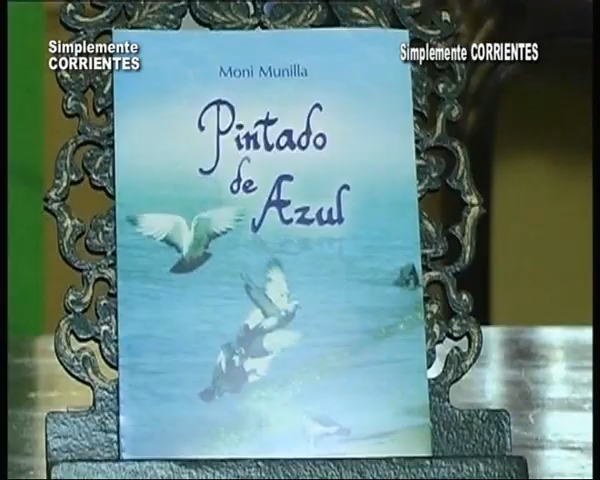 Simplemente
CORRIENTES
Simplemente CORRIENTES
Moni Munilla
Pintado
de
Azul